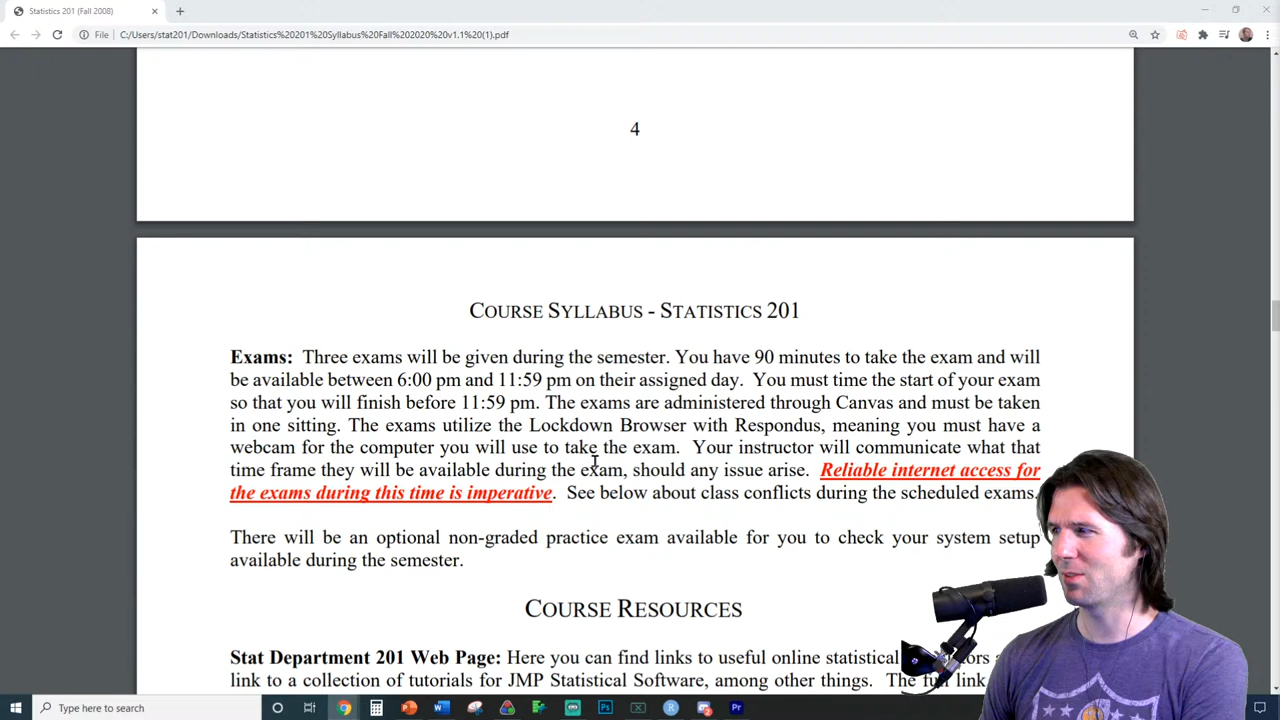 Statistics 201 (Fall 2008)
File C:/Users/stat201/Downloads/Statistics%20201%20Syllabus%20Fall%202020%20v1.1%20(1).pdf
4
COURSE SYLLABUS - STATISTICS 201
Exams: Three exams will be given during the semester. You have 90 minutes to take the exam and will
be available between 6:00 pm and 11:59 pm on their assigned day. You must time the start of your exam
so that you will finish before 11:59 pm. The exams are administered through Canvas and must be taken
in one sitting. The exams utilize the Lockdown Browser with Respondus, meaning you must have a
webcam for the computer you will use to take the exam. Your instructor will communicate what that
time frame they will be available during the exam, should any issue arise. Reliable internet access for
the exams during this time is imperative. See below about class conflicts during the scheduled exams.
There will be an optional non-graded practice exam available for you to check your system setup
available during the semester.
COURSE RESOURCES
Stat Department 201 Web Page: Here you can find links to useful online statistical
link to a collection of tutorials for JMP Statistical Software, among other things. The full link
Type here to search